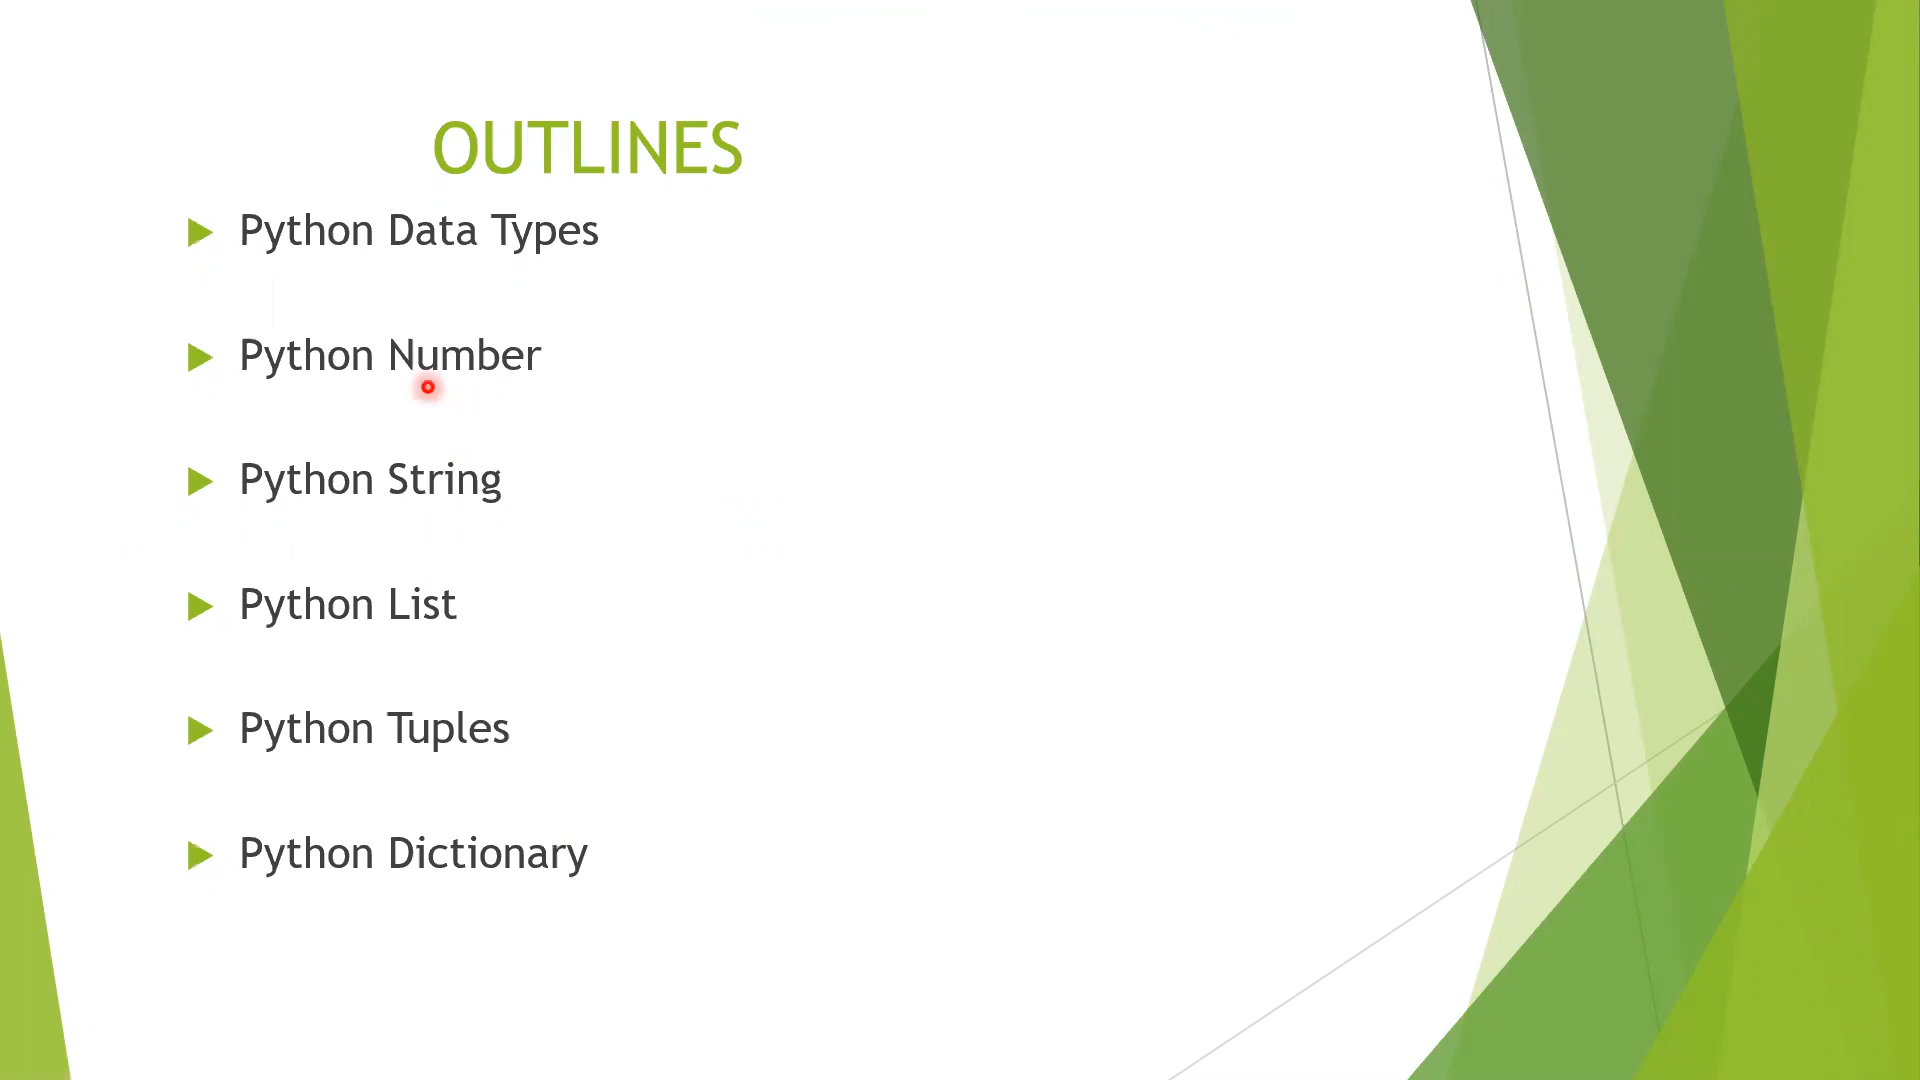 OUTLINES
Python Data Types
Python Number
Python String
Python List
Python Tuples
Python Dictionary